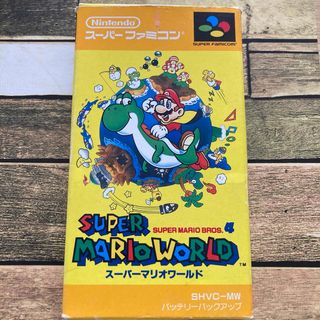 Nintendo
スーパーファミコン®
SUPER FAMICOM
SUPER MARIO BROS. 4
SUPER
MARIO WORLD™
スーパーマリオワールド
SHVC-MW
バッテリーバックアップ